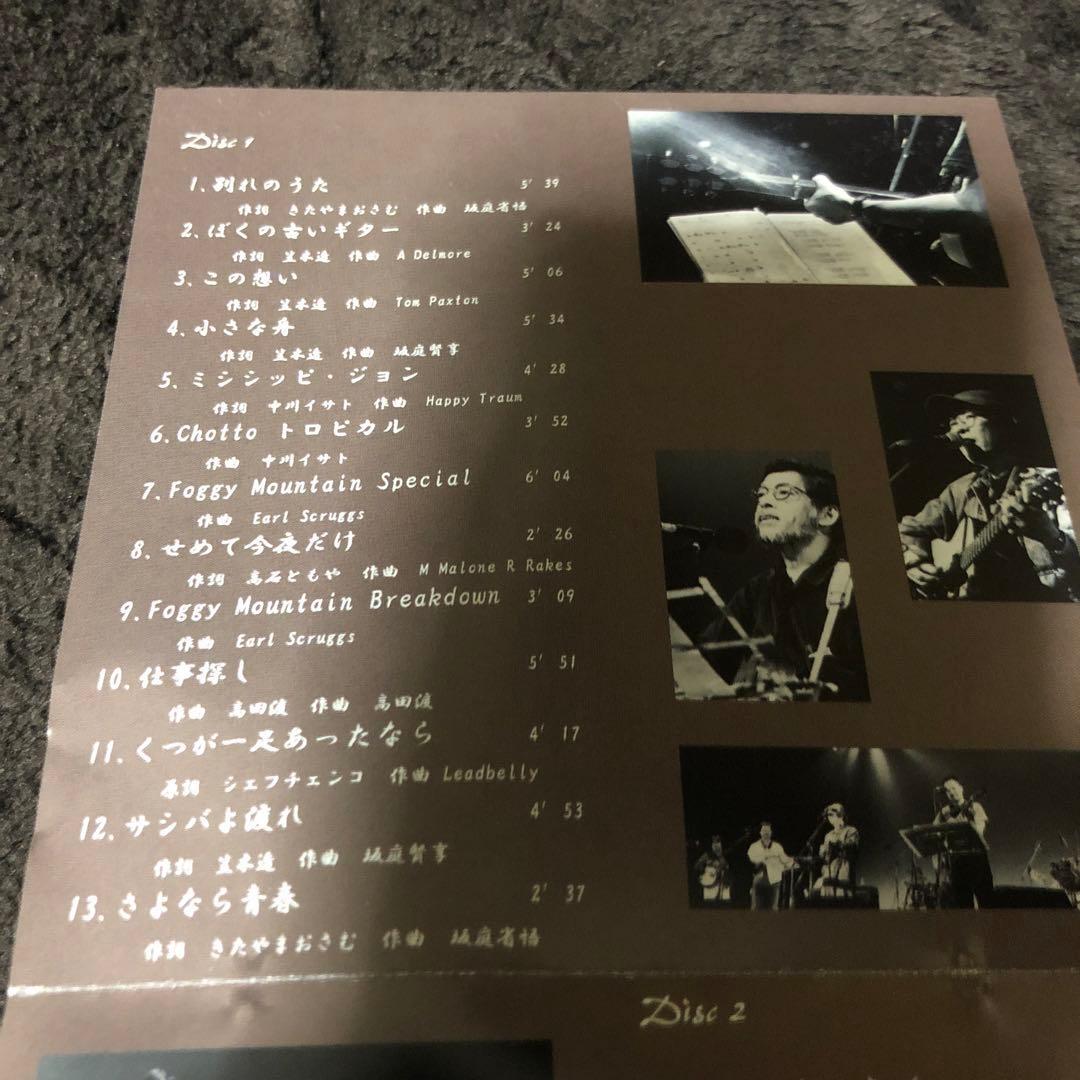 Disc 1
1. 別れのうた 5' 39
作詞 きたやまおさむ 作曲 坂庭省悟
2. ぼくの古いギター 3' 24
作詞 笠木透 作曲 A Delmore
3. この想い 5' 06
作詞 笠木透 作曲 Tom Paxton
4. 小さな舟 5' 34
作詞 笠木透 作曲 坂庭賢享
5. ミシシッピ・ジョン 4' 28
作詞 中川イサト 作曲 Happy Traum
6. Chotto トロピカル 3' 52
作曲 中川イサト
7. Foggy Mountain Special 6' 04
作曲 Earl Scruggs
8. せめて今夜だけ 2' 26
作詞 高石ともや 作曲 M Malone R Rakes
9. Foggy Mountain Breakdown 3' 09
作曲 Earl Scruggs
10. 仕事探し 5' 51
作曲 高田渡 作曲 高田渡
11. くつが一足あったなら 4' 17
原詞 シェフチェンコ 作曲 Leadbelly
12. サシバよ渡れ 4' 53
作詞 笠木透 作曲 坂庭賢享
13. さよなら青春 2' 37
作詞 きたやまおさむ 作曲 坂庭省悟
Disc 2